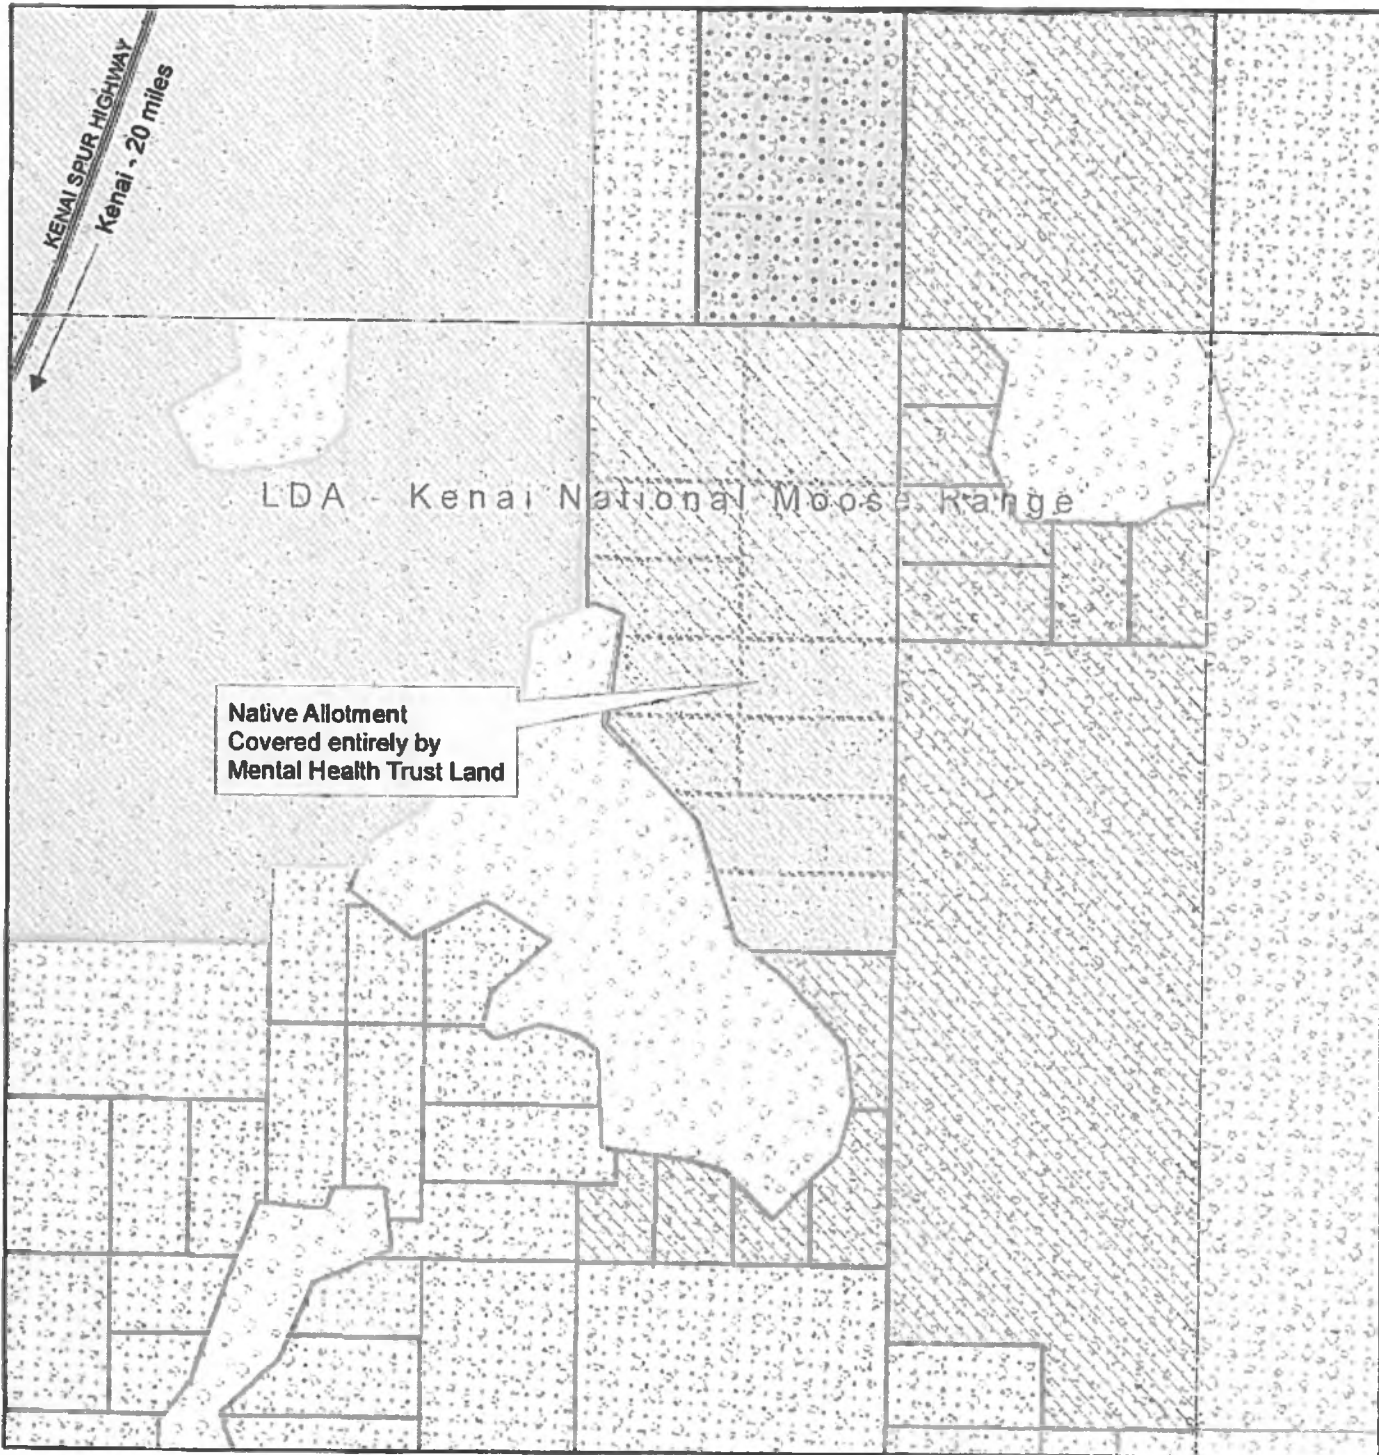 KENAI SPUR HIGHWAY
Kenai - 20 miles
LDA - Kenai National Moose Range
Native Allotment
Covered entirely by
Mental Health Trust Land